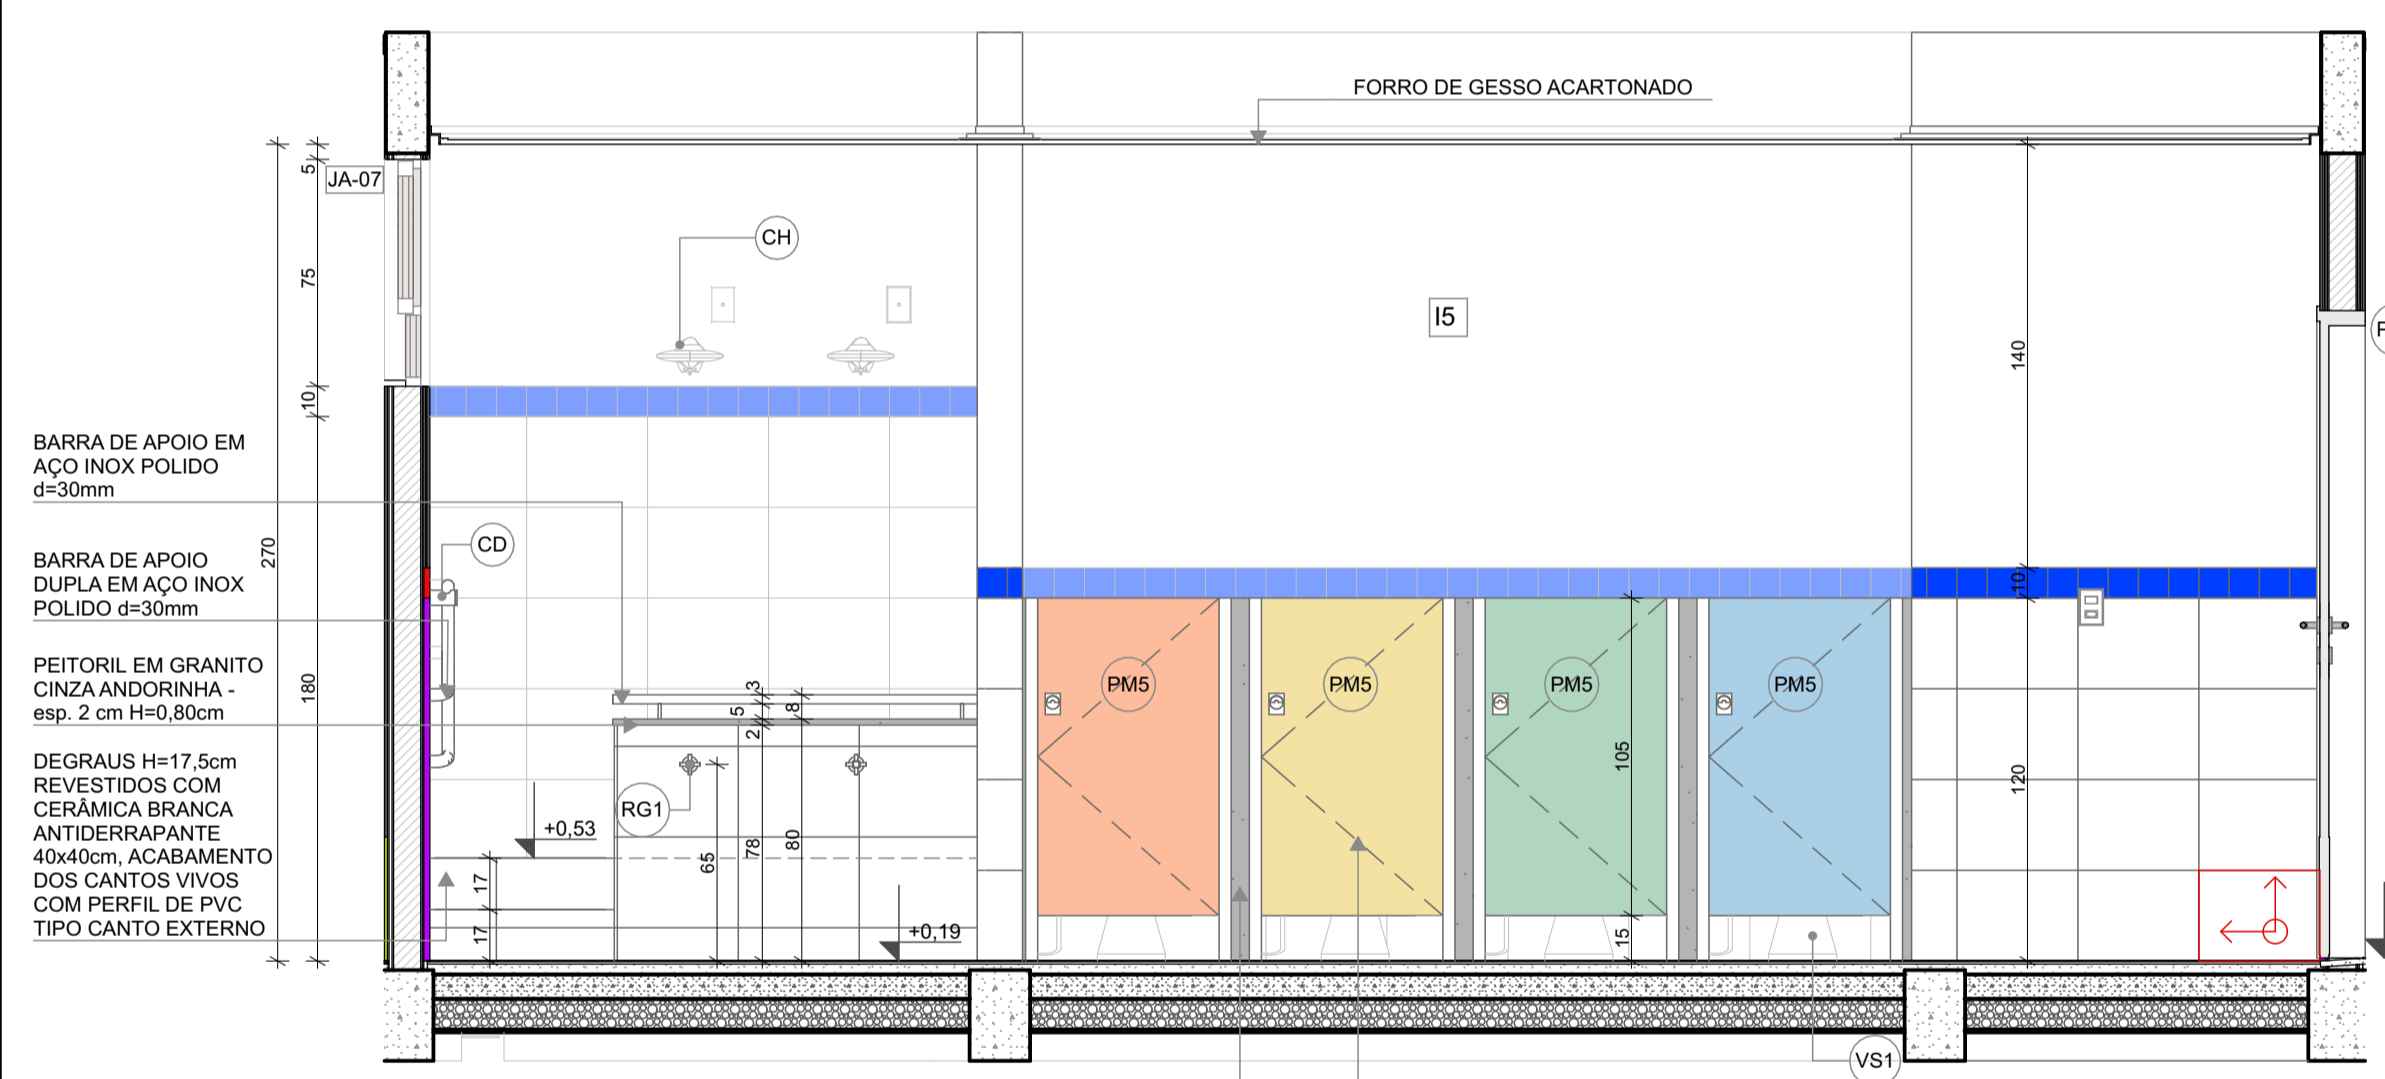 FORRO DE GESSO ACARTONADO
5
JA-07
CH
75
I5
140
10
BARRA DE APOIO EM
AÇO INOX POLIDO
d=30mm
CD
270
BARRA DE APOIO
DUPLA EM AÇO INOX
POLIDO d=30mm
10
180
PEITORIL EM GRANITO
CINZA ANDORINHA -
esp. 2 cm H=0,80cm
3
5
8
2
PM5
PM5
PM5
PM5
105
120
DEGRAUS H=17,5cm
REVESTIDOS COM
CERÂMICA BRANCA
ANTIDERRAPANTE
40x40cm, ACABAMENTO
DOS CANTOS VIVOS
COM PERFIL DE PVC
TIPO CANTO EXTERNO
RG1
+0,53
65
78
80
17
17
+0,19
15
VS1